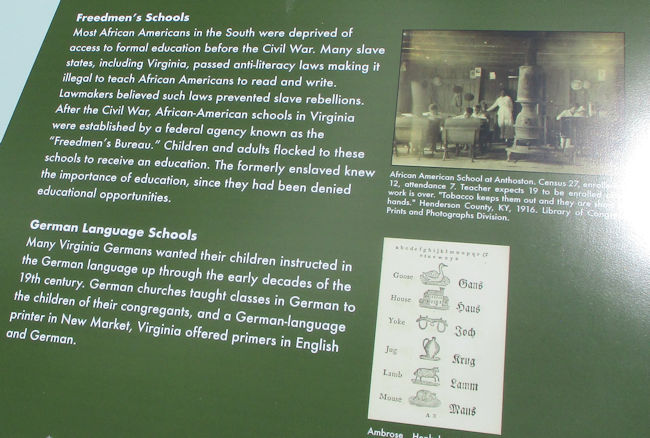 Freedmen's Schools
Most African Americans in the South were deprived of
access to formal education before the Civil War. Many slave
states, including Virginia, passed anti-literacy laws making it
illegal to teach African Americans to read and write.
Lawmakers believed such laws prevented slave rebellions.
After the Civil War, African-American schools in Virginia
were established by a federal agency known as the
"Freedmen's Bureau." Children and adults flocked to these
schools to receive an education. The formerly enslaved knew
the importance of education, since they had been denied
educational opportunities.
German Language Schools
Many Virginia Germans wanted their children instructed in
the German language up through the early decades of the
19th century. German churches taught classes in German to
the children of their congregants, and a German-language
printer in New Market, Virginia offered primers in English
and German.
African American School at Anthoston. Census 27,
12, attendance 7. Teacher expects 19 to be enrolled
work is over. "Tobacco keeps them out and they are
hands." Henderson County, KY, 1916. Library of
Prints and Photographs Division.
Goose Gans
House Haus
Yoke Joch
Jug Krug
Lamb Lamm
Mouse Maus
Ambrose